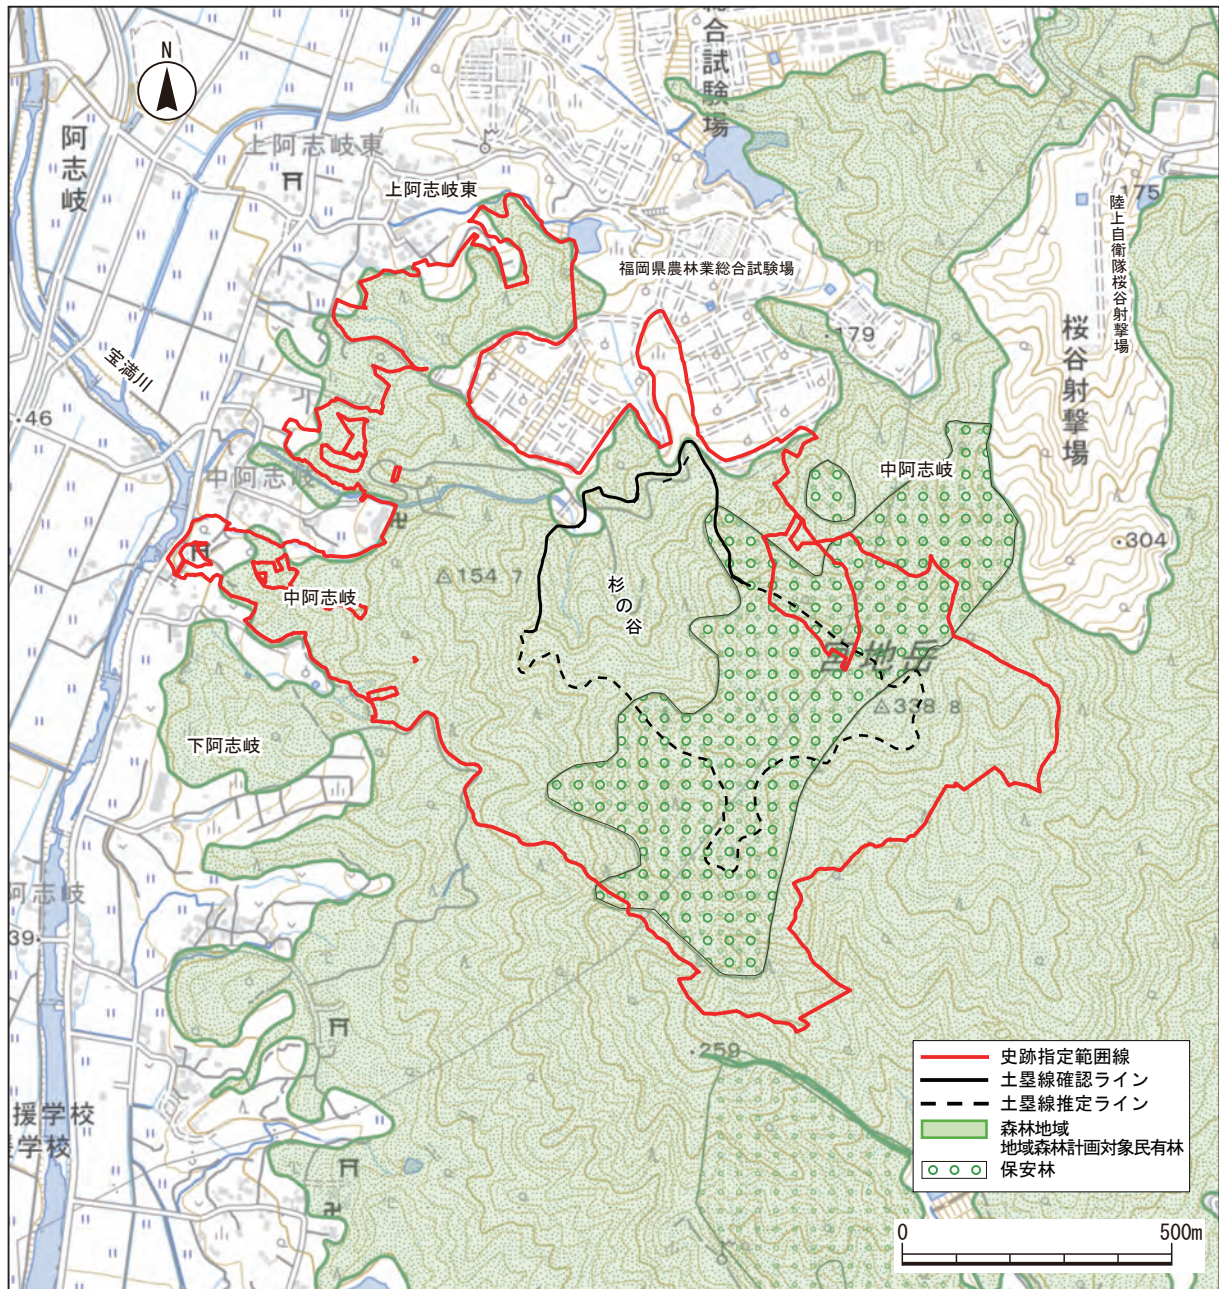 N
総合試験場
阿志岐
上阿志岐東
上阿志岐東
175
陸上自衛隊桜谷射撃場
福岡県農林業総合試験場
179
桜谷射撃場
宝満川
46
中阿志岐
中阿志岐
304
154.7
杉の谷
中阿志岐
宮地岳
338.8
下阿志岐
阿志岐
39
259
援学校
援学校
史跡指定範囲線
土塁線確認ライン
土塁線推定ライン
森林地域
地域森林計画対象民有林
保安林
0 500m